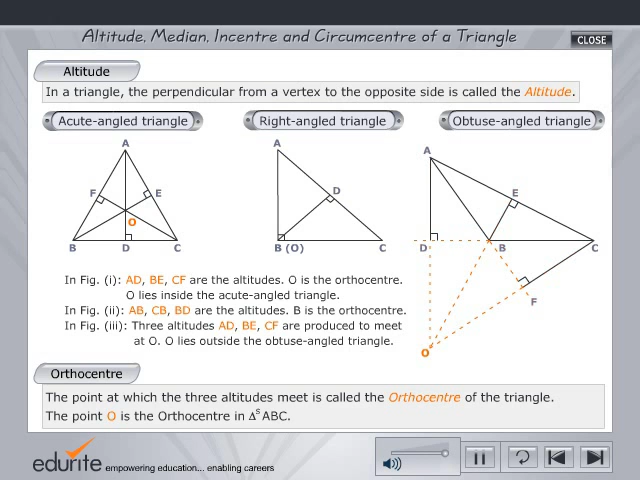 Altitude, Median, Incentre and Circumcentre of a Triangle
CLOSE
Altitude
In a triangle, the perpendicular from a vertex to the opposite side is called the Altitude.
Acute-angled triangle
Right-angled triangle
Obtuse-angled triangle
A
F
E
O
B
D
C
A
D
B (O)
C
A
E
D
B
C
F
O
In Fig. (i): AD, BE, CF are the altitudes. O is the orthocentre.
O lies inside the acute-angled triangle.
In Fig. (ii): AB, CB, BD are the altitudes. B is the orthocentre.
In Fig. (iii): Three altitudes AD, BE, CF are produced to meet
at O. O lies outside the obtuse-angled triangle.
Orthocentre
The point at which the three altitudes meet is called the Orthocentre of the triangle.
The point O is the Orthocentre in Δˢ ABC.
edurite empowering education... enabling careers